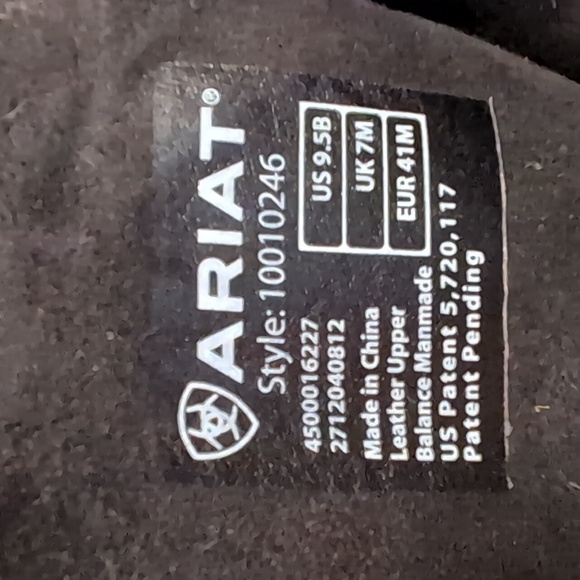 ARIAT®
Style: 10010246
4500016227
2712040812
US 9.5B
UK 7M
EUR 41M
Made in China
Leather Upper
Balance Manmade
US Patent 5,720,117
Patent Pending